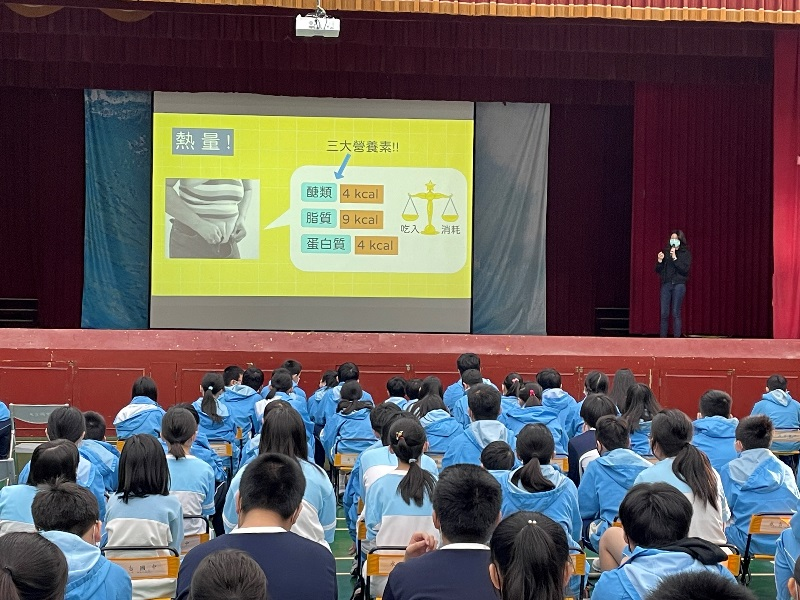 熱量!
三大營養素!!
醣類 4 kcal
脂質 9 kcal
蛋白質 4 kcal
吃入 消耗